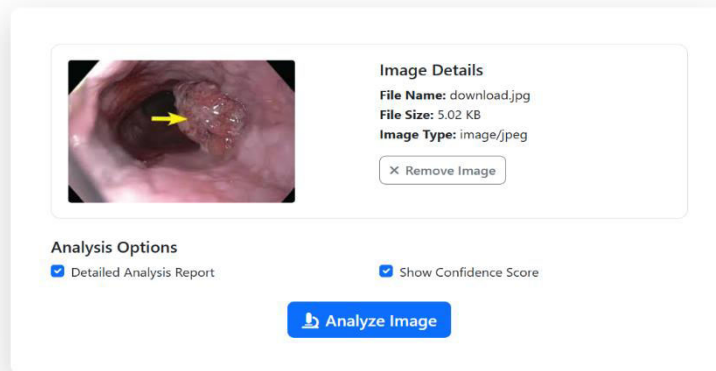 Image Details
File Name: download.jpg
File Size: 5.02 KB
Image Type: image/jpeg
× Remove Image
Analysis Options
Detailed Analysis Report
Show Confidence Score
Analyze Image